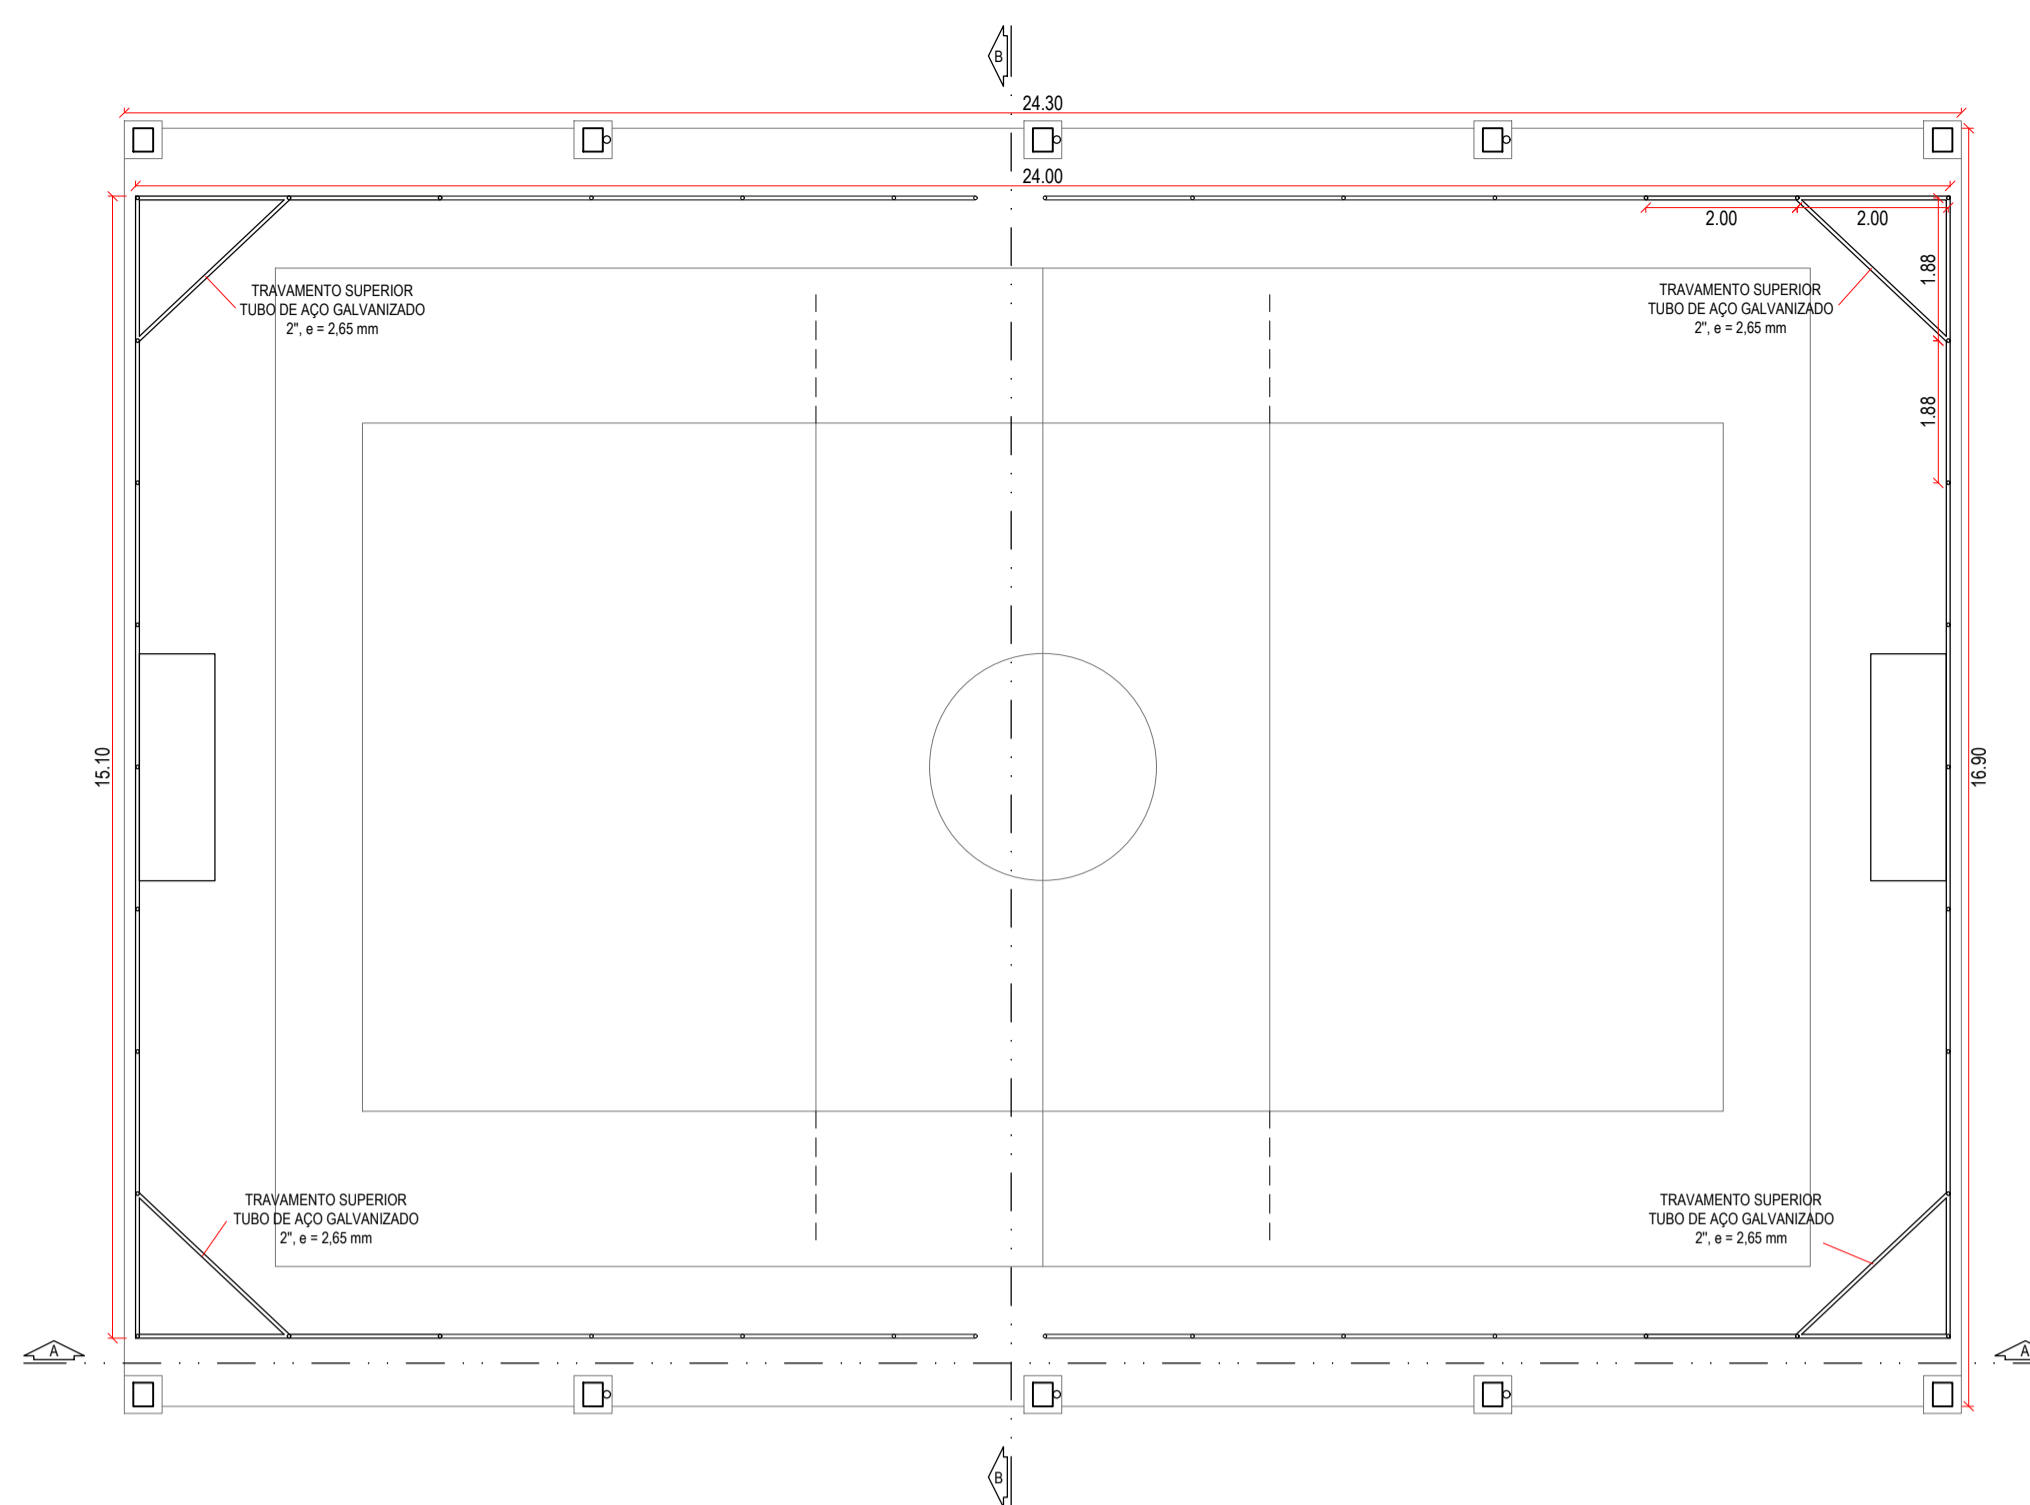 B
24.30
24.00
2.00
2.00
1.88
TRAVAMENTO SUPERIOR
TUBO DE AÇO GALVANIZADO
2", e = 2,65 mm
TRAVAMENTO SUPERIOR
TUBO DE AÇO GALVANIZADO
2", e = 2,65 mm
1.88
15.10
16.90
TRAVAMENTO SUPERIOR
TUBO DE AÇO GALVANIZADO
2", e = 2,65 mm
TRAVAMENTO SUPERIOR
TUBO DE AÇO GALVANIZADO
2", e = 2,65 mm
A
A
B